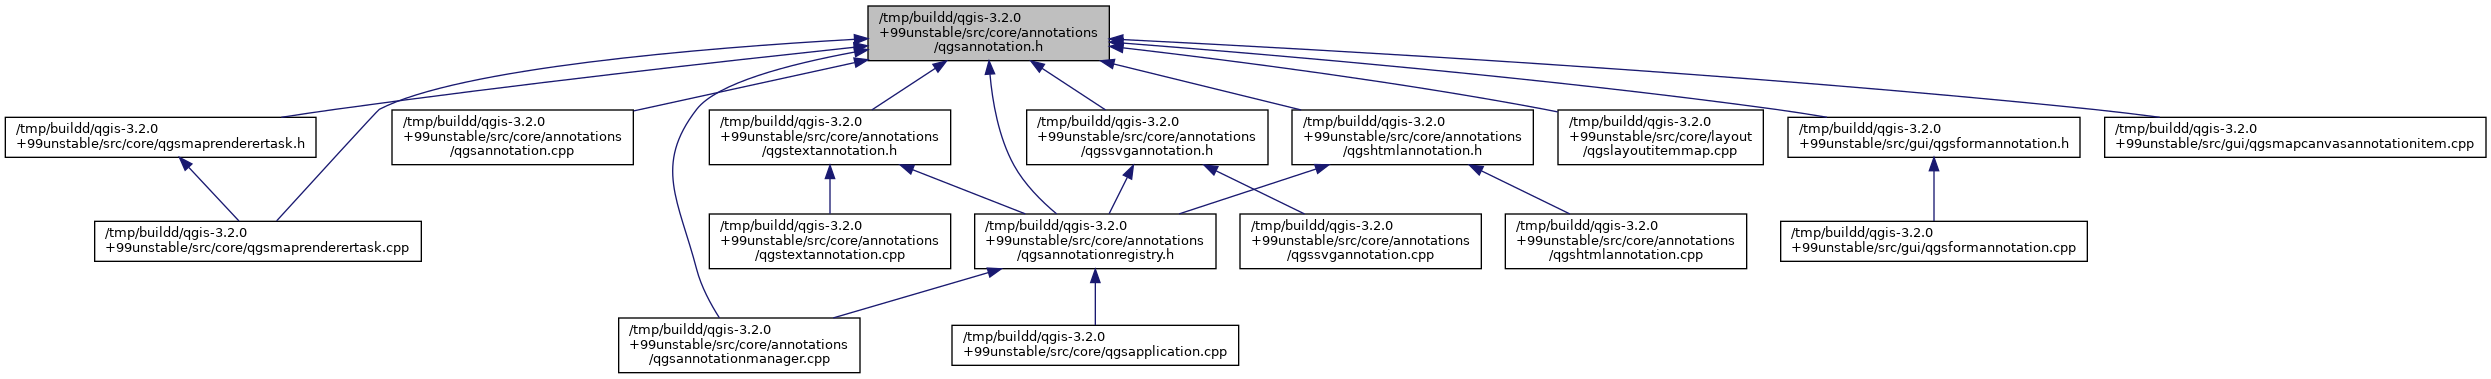 /tmp/buildd/qgis-3.2.0
+99unstable/src/core/annotations
/qgsannotation.h
/tmp/buildd/qgis-3.2.0
+99unstable/src/core/qgsmaprenderertask.h
/tmp/buildd/qgis-3.2.0
+99unstable/src/core/annotations
/qgsannotation.cpp
/tmp/buildd/qgis-3.2.0
+99unstable/src/core/annotations
/qgstextannotation.h
/tmp/buildd/qgis-3.2.0
+99unstable/src/core/annotations
/qgssvgannotation.h
/tmp/buildd/qgis-3.2.0
+99unstable/src/core/annotations
/qgshtmlannotation.h
/tmp/buildd/qgis-3.2.0
+99unstable/src/core/layout
/qgslayoutitemmap.cpp
/tmp/buildd/qgis-3.2.0
+99unstable/src/gui/qgsformannotation.h
/tmp/buildd/qgis-3.2.0
+99unstable/src/gui/qgsmapcanvasannotationitem.cpp
/tmp/buildd/qgis-3.2.0
+99unstable/src/core/qgsmaprenderertask.cpp
/tmp/buildd/qgis-3.2.0
+99unstable/src/core/annotations
/qgstextannotation.cpp
/tmp/buildd/qgis-3.2.0
+99unstable/src/core/annotations
/qgsannotationregistry.h
/tmp/buildd/qgis-3.2.0
+99unstable/src/core/annotations
/qgssvgannotation.cpp
/tmp/buildd/qgis-3.2.0
+99unstable/src/core/annotations
/qgshtmlannotation.cpp
/tmp/buildd/qgis-3.2.0
+99unstable/src/gui/qgsformannotation.cpp
/tmp/buildd/qgis-3.2.0
+99unstable/src/core/annotations
/qgsannotationmanager.cpp
/tmp/buildd/qgis-3.2.0
+99unstable/src/core/qgsapplication.cpp